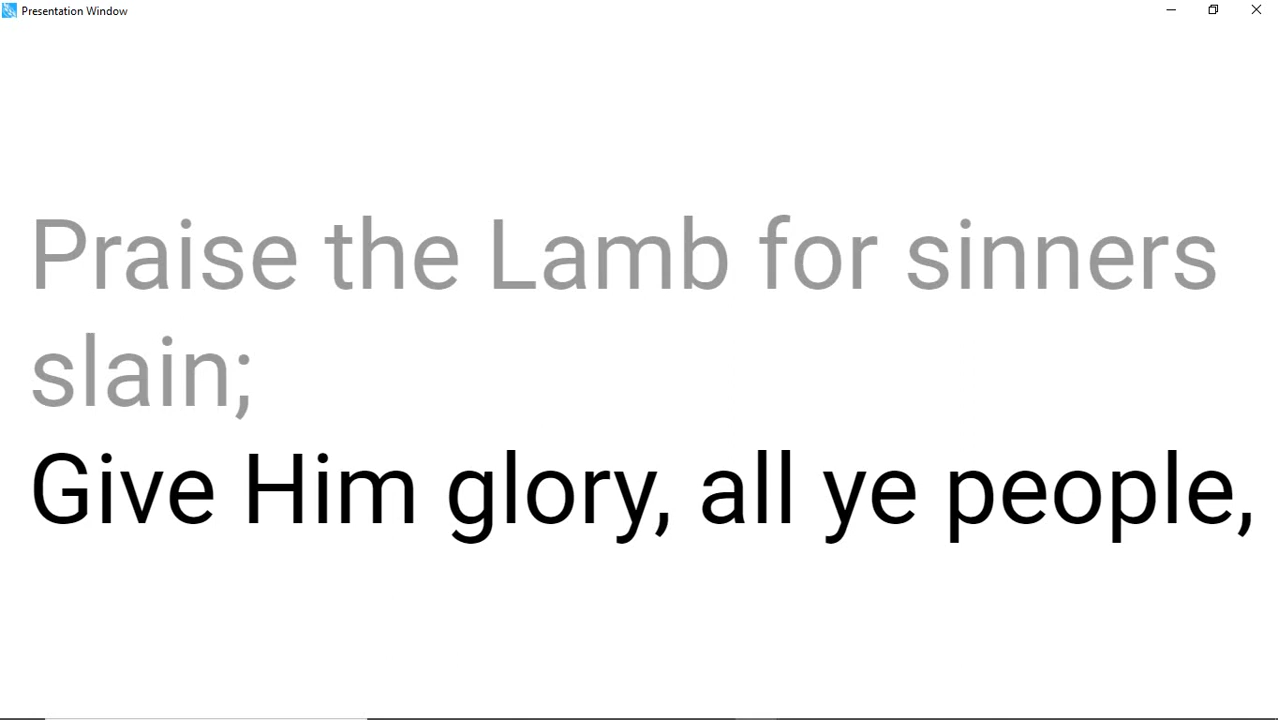 Presentation Window
Praise the Lamb for sinners
slain;
Give Him glory, all ye people,